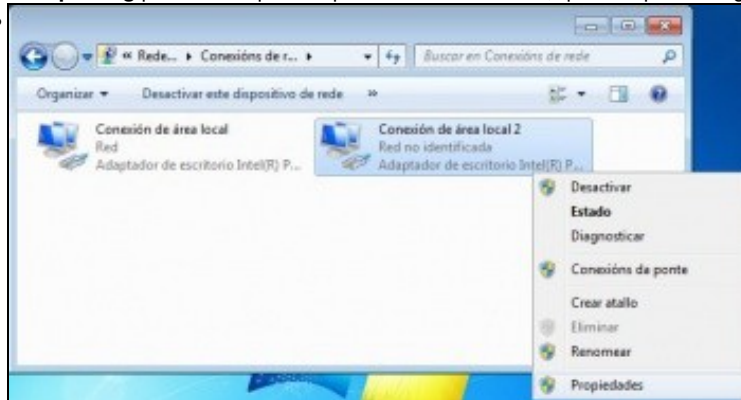 « Rede... ▸ Conexións de r... ▸
Buscar en Conexións de rede
Organizar
Desactivar este dispositivo de rede
»
Conexión de área local
Red
Adaptador de escritorio Intel(R) P...
Conexión de área local 2
Red no identificada
Adaptador de escritorio Intel(R) P...
Desactivar
Estado
Diagnosticar
Conexións da ponte
Crear atallo
Eliminar
Renomear
Propiedades